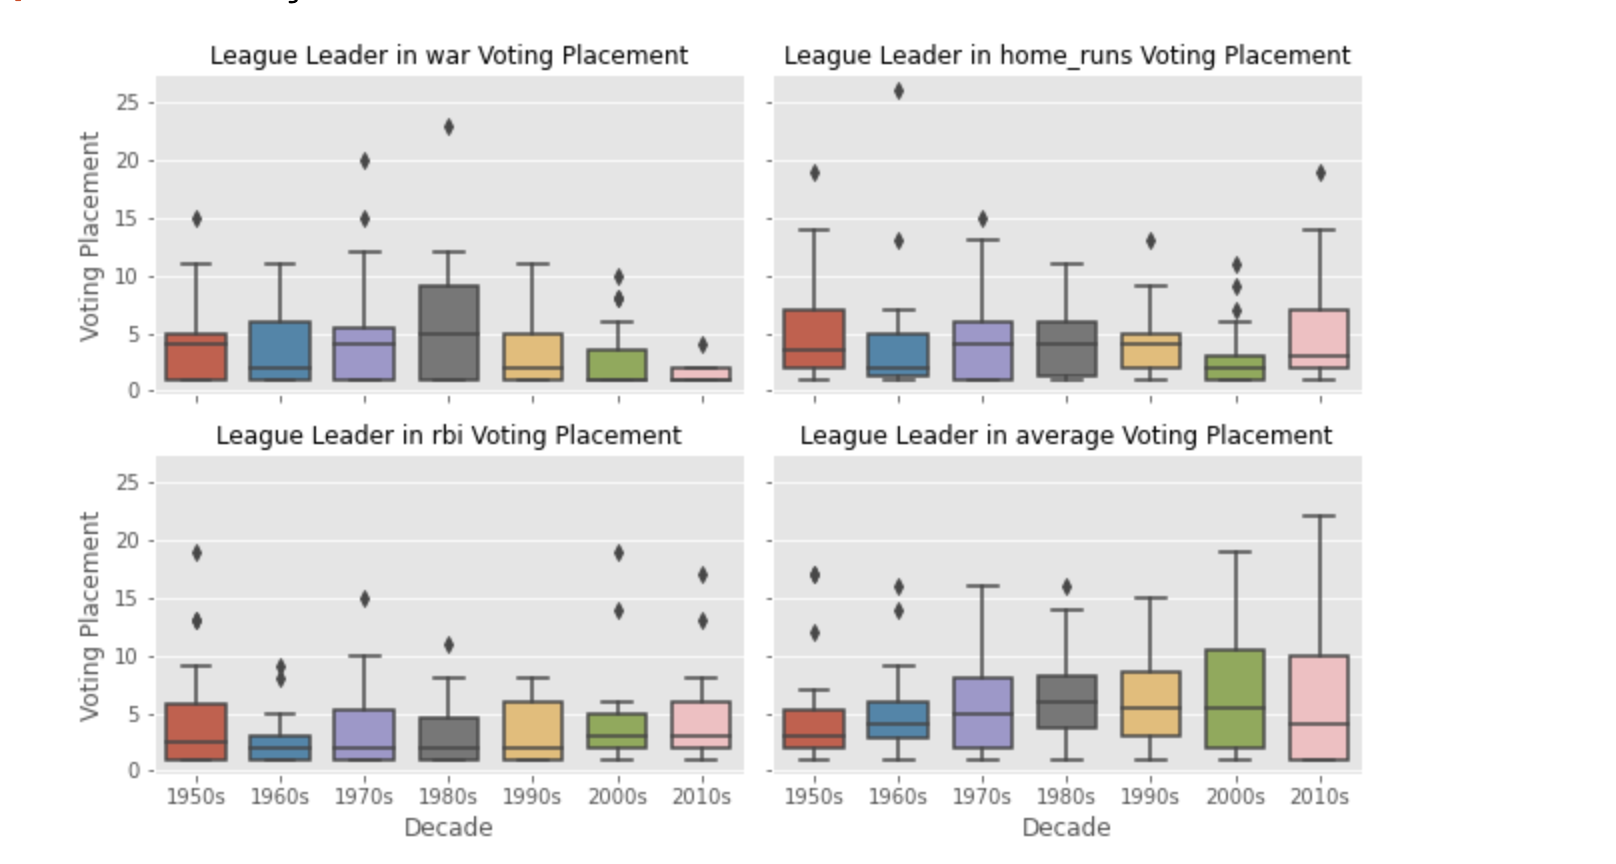 League Leader in war Voting Placement
League Leader in home_runs Voting Placement
Voting Placement
25
20
15
10
5
0
League Leader in rbi Voting Placement
League Leader in average Voting Placement
Voting Placement
25
20
15
10
5
0
1950s 1960s 1970s 1980s 1990s 2000s 2010s
Decade
1950s 1960s 1970s 1980s 1990s 2000s 2010s
Decade